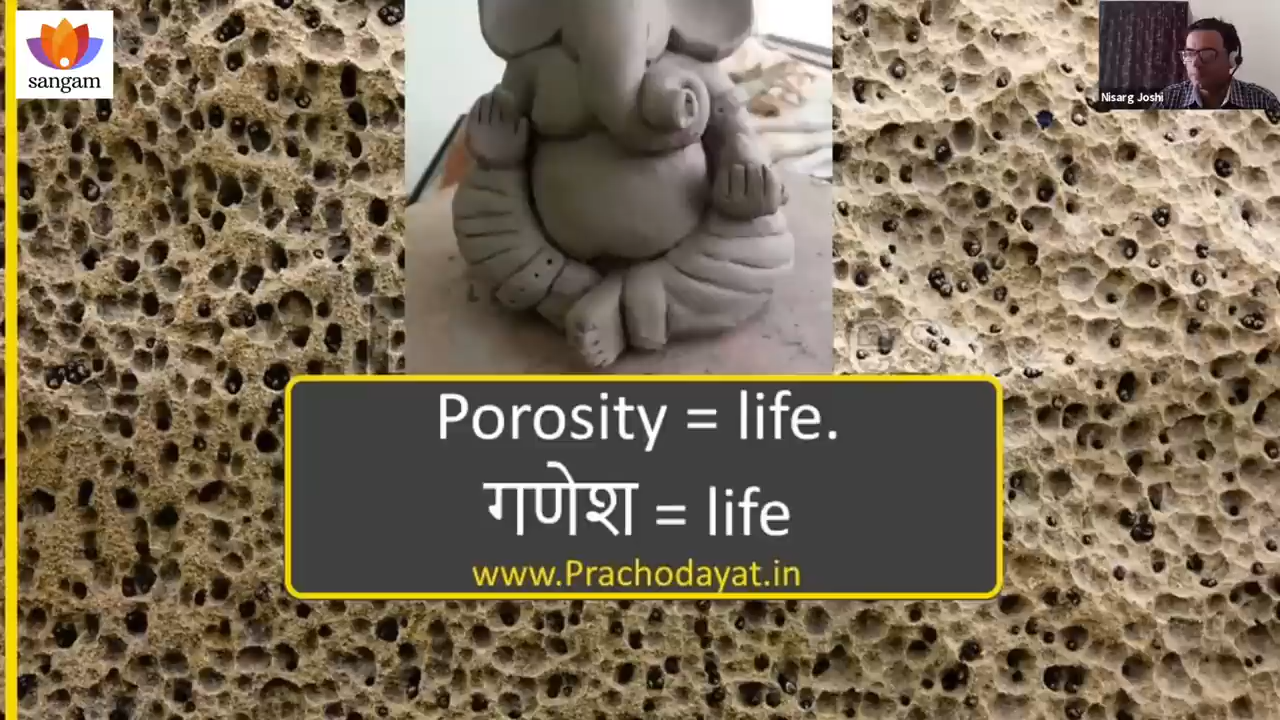 sangam
Nisarg Joshi
Porosity = life.
गणेश = life
www.Prachodayat.in